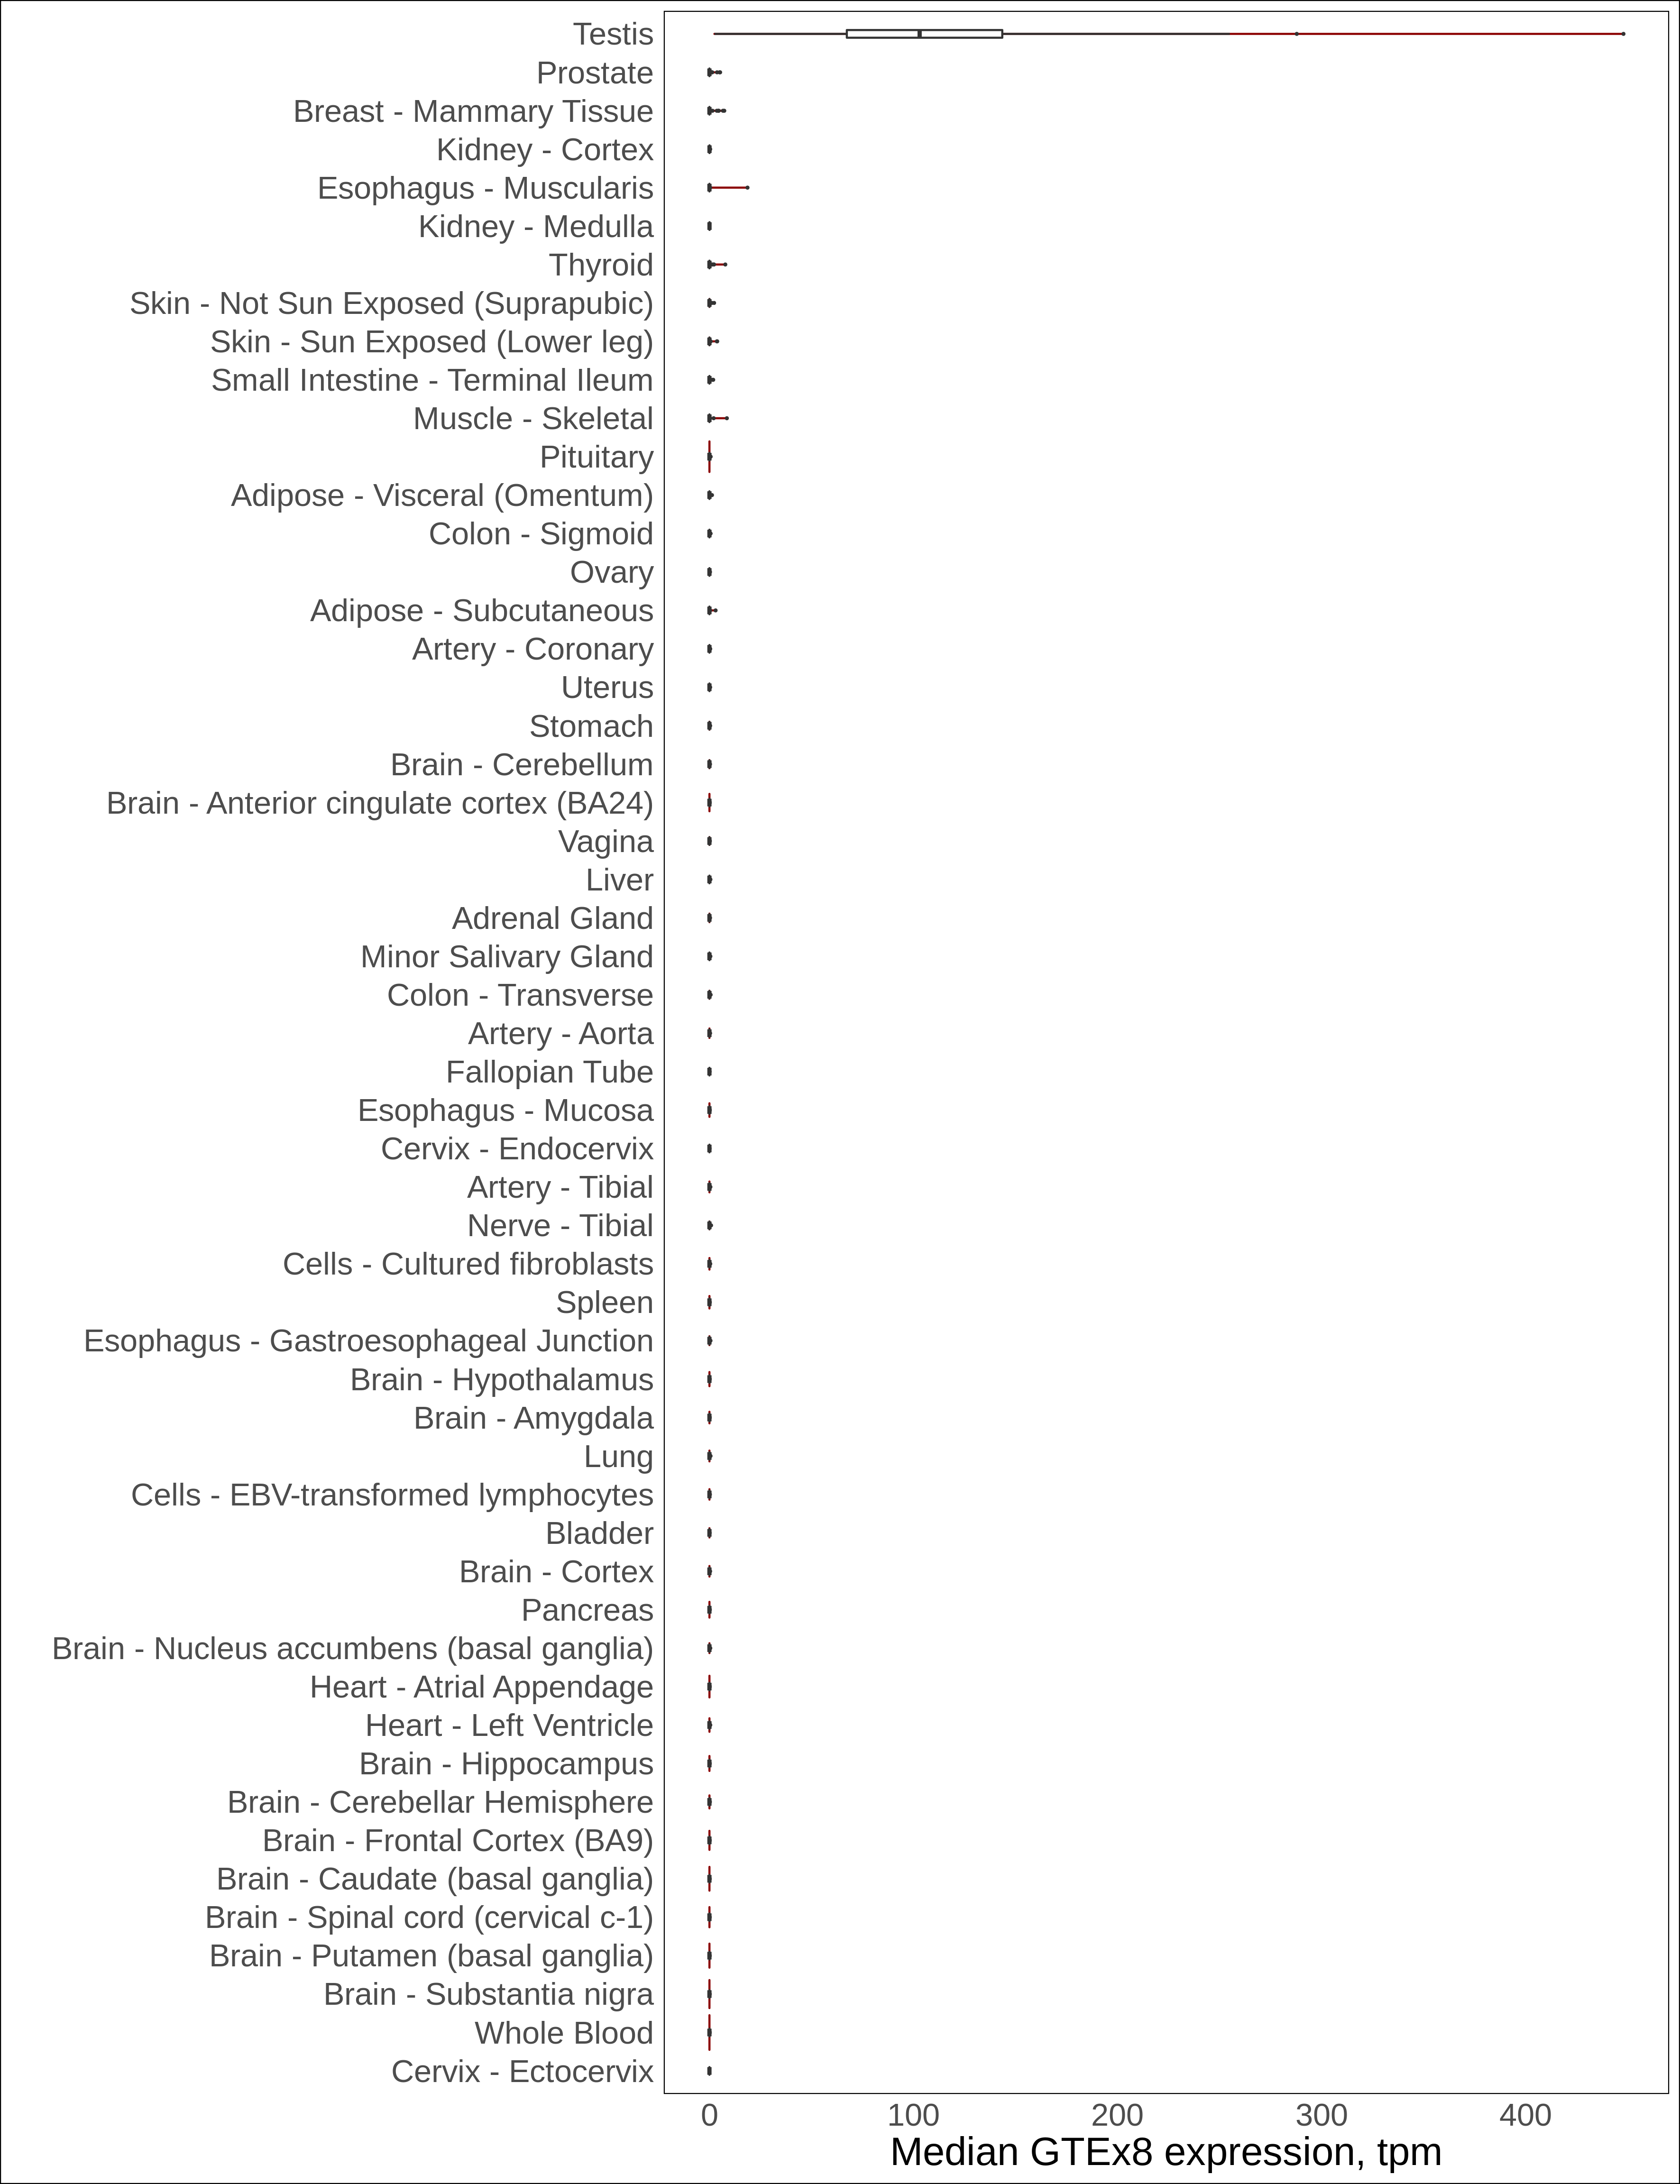 Testis
Prostate
Breast - Mammary Tissue
Kidney - Cortex
Esophagus - Muscularis
Kidney - Medulla
Thyroid
Skin - Not Sun Exposed (Suprapubic)
Skin - Sun Exposed (Lower leg)
Small Intestine - Terminal Ileum
Muscle - Skeletal
Pituitary
Adipose - Visceral (Omentum)
Colon - Sigmoid
Ovary
Adipose - Subcutaneous
Artery - Coronary
Uterus
Stomach
Brain - Cerebellum
Brain - Anterior cingulate cortex (BA24)
Vagina
Liver
Adrenal Gland
Minor Salivary Gland
Colon - Transverse
Artery - Aorta
Fallopian Tube
Esophagus - Mucosa
Cervix - Endocervix
Artery - Tibial
Nerve - Tibial
Cells - Cultured fibroblasts
Spleen
Esophagus - Gastroesophageal Junction
Brain - Hypothalamus
Brain - Amygdala
Lung
Cells - EBV-transformed lymphocytes
Bladder
Brain - Cortex
Pancreas
Brain - Nucleus accumbens (basal ganglia)
Heart - Atrial Appendage
Heart - Left Ventricle
Brain - Hippocampus
Brain - Cerebellar Hemisphere
Brain - Frontal Cortex (BA9)
Brain - Caudate (basal ganglia)
Brain - Spinal cord (cervical c-1)
Brain - Putamen (basal ganglia)
Brain - Substantia nigra
Whole Blood
Cervix - Ectocervix
0 100 200 300 400
Median GTEx8 expression, tpm